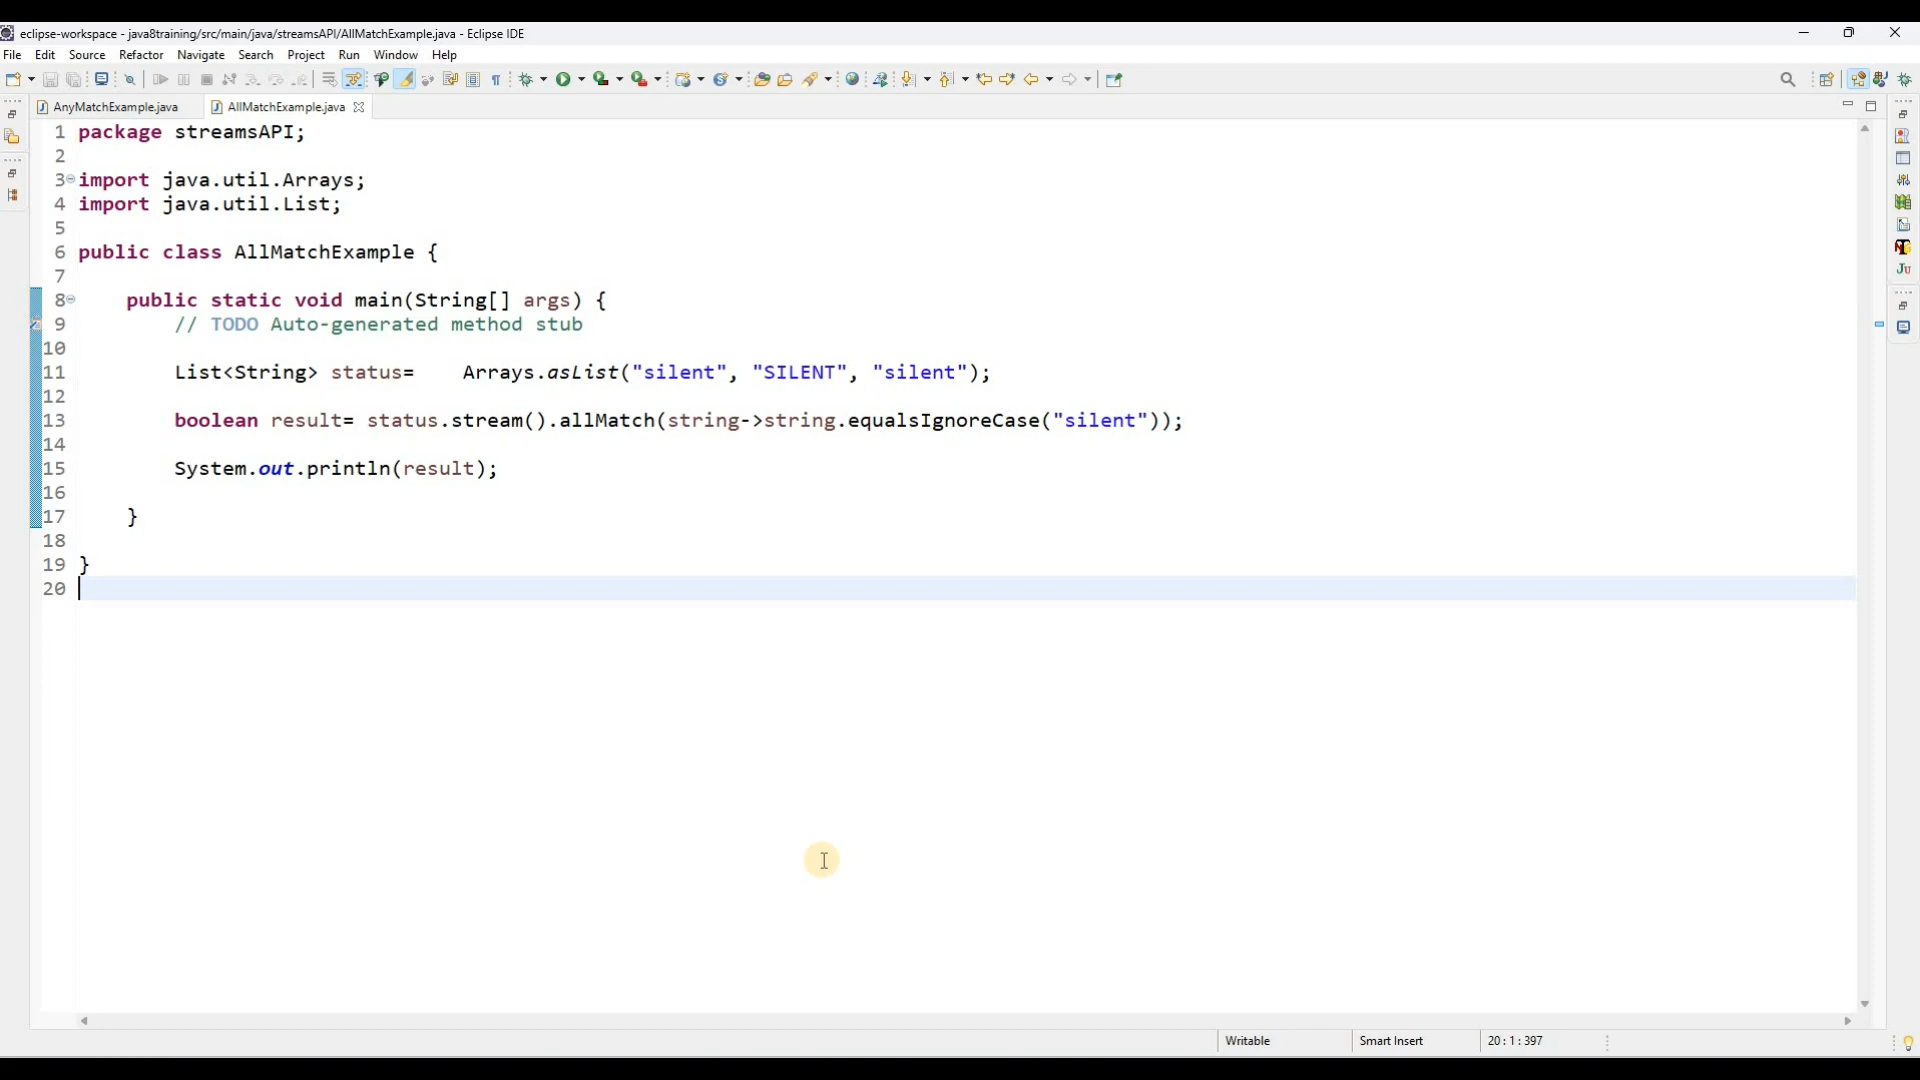 eclipse-workspace - java8training/src/main/java/streamsAPI/AllMatchExample.java - Eclipse IDE
File Edit Source Refactor Navigate Search Project Run Window Help
AnyMatchExample.java AllMatchExample.java
1 package streamsAPI;
2
3 import java.util.Arrays;
4 import java.util.List;
5
6 public class AllMatchExample {
7
8 public static void main(String[] args) {
9 // TODO Auto-generated method stub
10
11 List<String> status= Arrays.asList("silent", "SILENT", "silent");
12
13 boolean result= status.stream().allMatch(string->string.equalsIgnoreCase("silent"));
14
15 System.out.println(result);
16
17 }
18
19 }
20
Ju
Writable Smart Insert 20 : 1 : 397